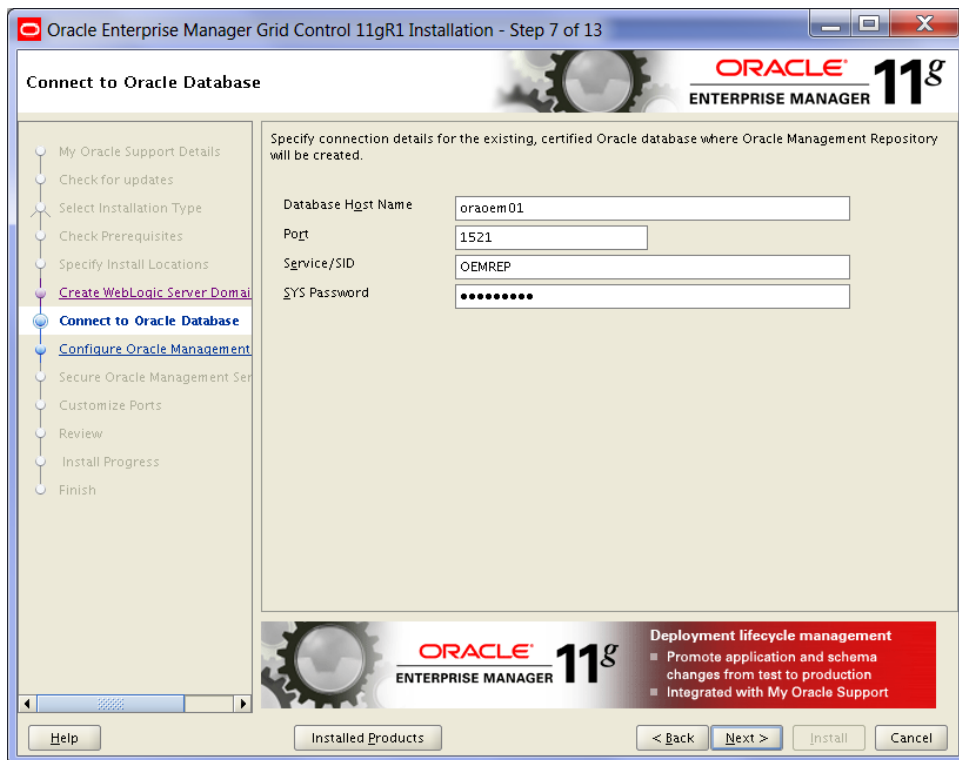 Oracle Enterprise Manager Grid Control 11gR1 Installation - Step 7 of 13
Connect to Oracle Database
ORACLE
ENTERPRISE MANAGER 11g
My Oracle Support Details
Check for updates
Select Installation Type
Check Prerequisites
Specify Install Locations
Create WebLogic Server Domai
Connect to Oracle Database
Configure Oracle Management
Secure Oracle Management Ser
Customize Ports
Review
Install Progress
Finish
Specify connection details for the existing, certified Oracle database where Oracle Management Repository
will be created.
Database Host Name oraoem01
Port 1521
Service/SID OEMREP
SYS Password •••••••••
ORACLE
ENTERPRISE MANAGER 11g
Deployment lifecycle management
Promote application and schema
changes from test to production
Integrated with My Oracle Support
Help Installed Products < Back Next > Install Cancel